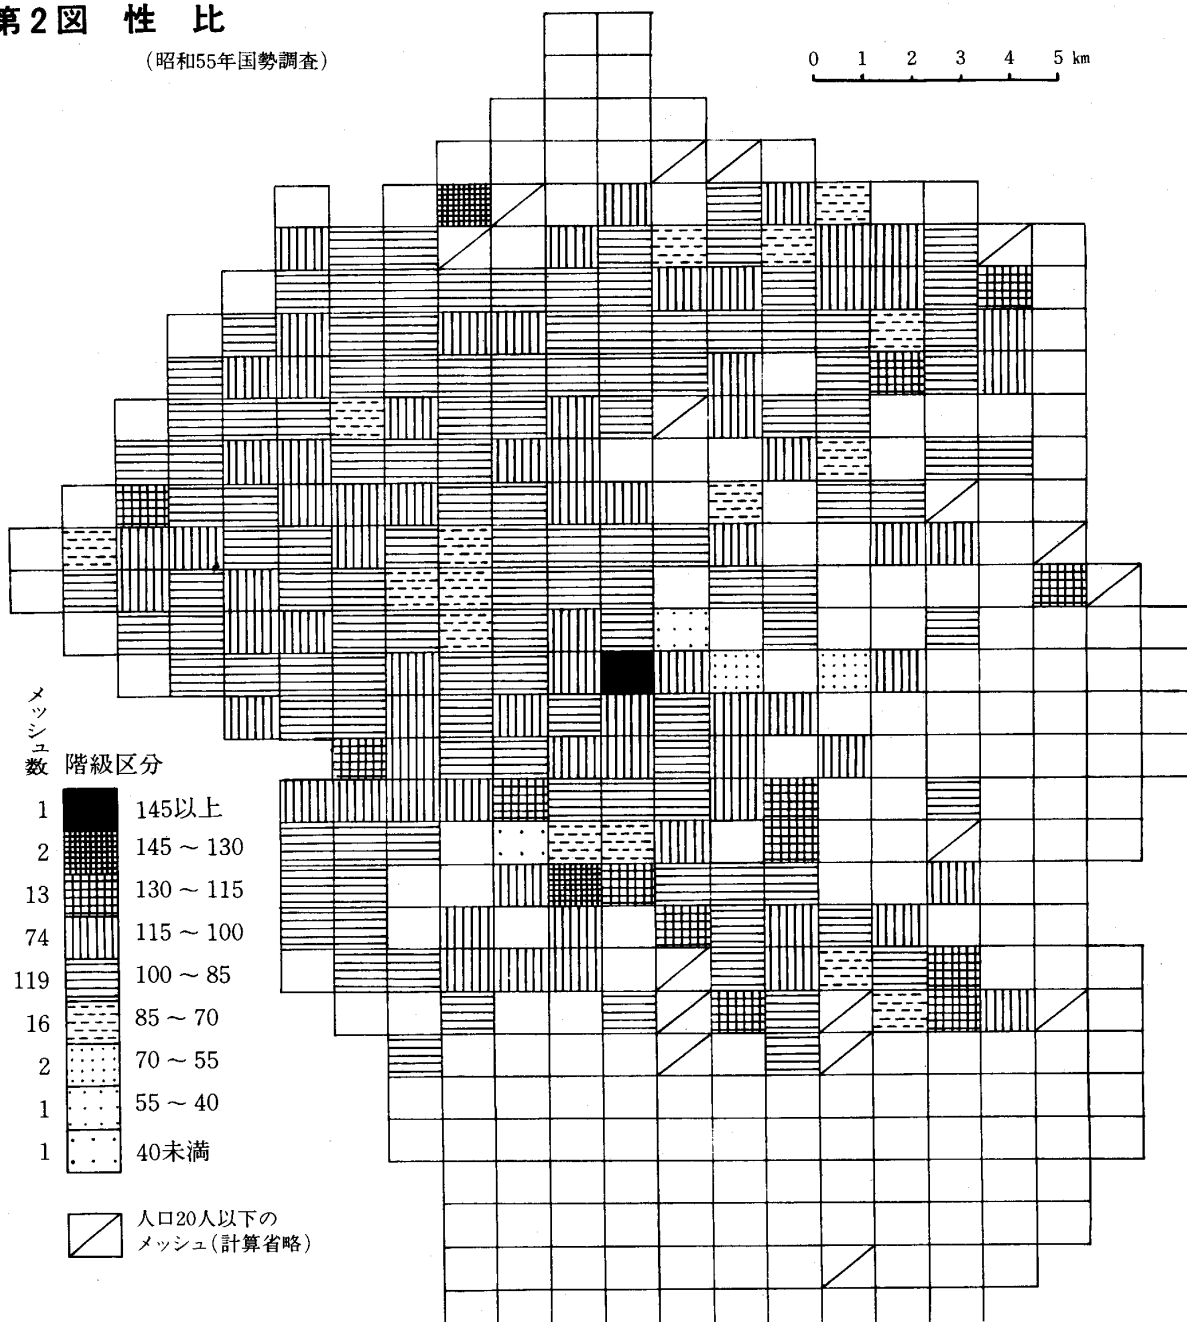 第2図 性 比
(昭和55年国勢調査)
0 1 2 3 4 5 km
メッシュ数 階級区分
1 145以上
2 145～130
13 130～115
74 115～100
119 100～85
16 85～70
2 70～55
1 55～40
1 40未満
人口20人以下の
メッシュ(計算省略)